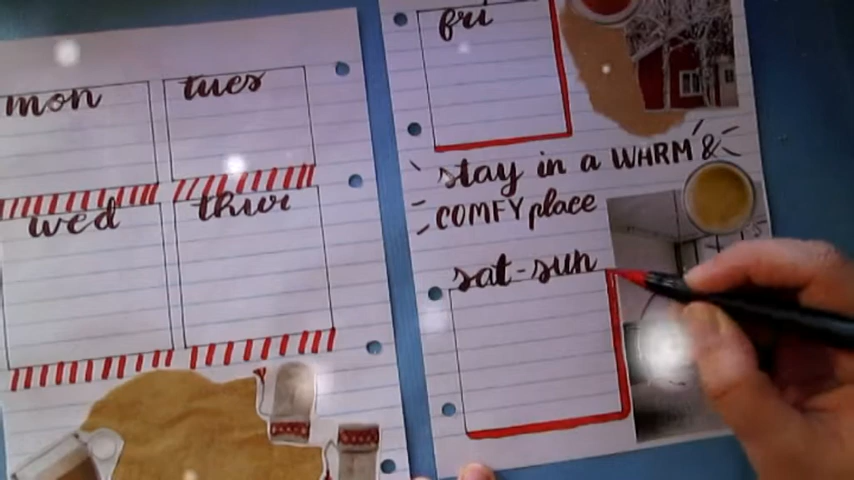 mon
tues
wed
thur
fri
stay in a WARM &
COMFY place
sat-sun